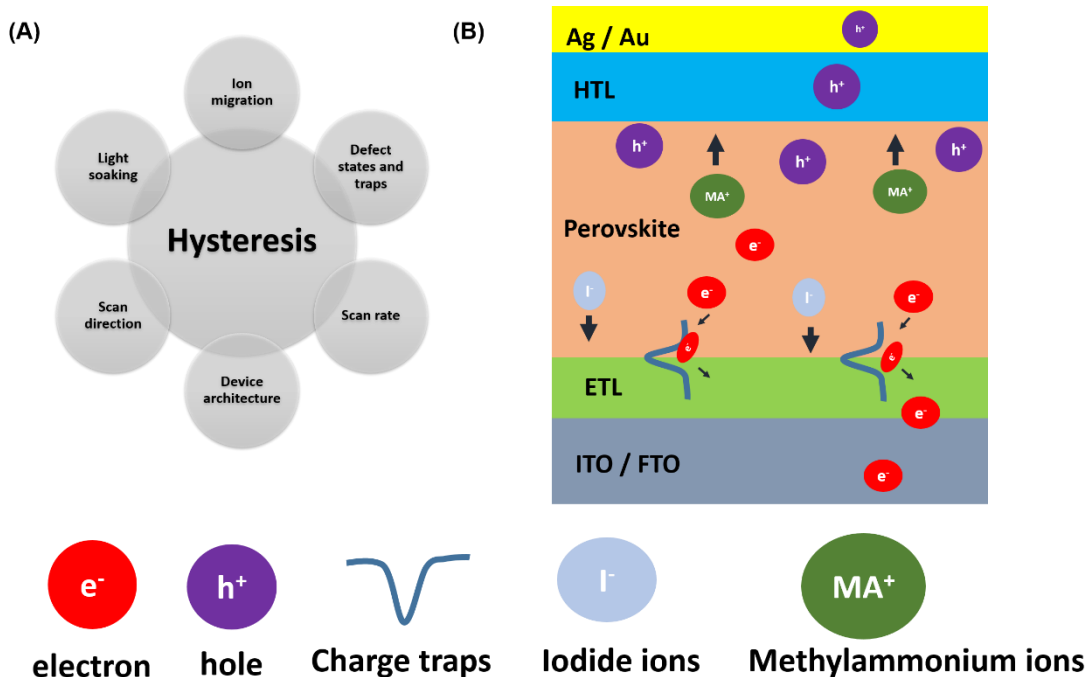 (A)
Ion
migration
Light
soaking
Defect
states and
traps
Hysteresis
Scan
direction
Scan rate
Device
architecture
(B)
Ag / Au
h⁺
HTL
h⁺
h⁺
h⁺
h⁺
MA⁺
MA⁺
Perovskite
e⁻
I⁻
I⁻
e⁻
e⁻
e⁻
e⁻
ETL
e⁻
ITO / FTO
e⁻
e⁻
h⁺
I⁻
MA⁺
electron
hole
Charge traps
Iodide ions
Methylammonium ions